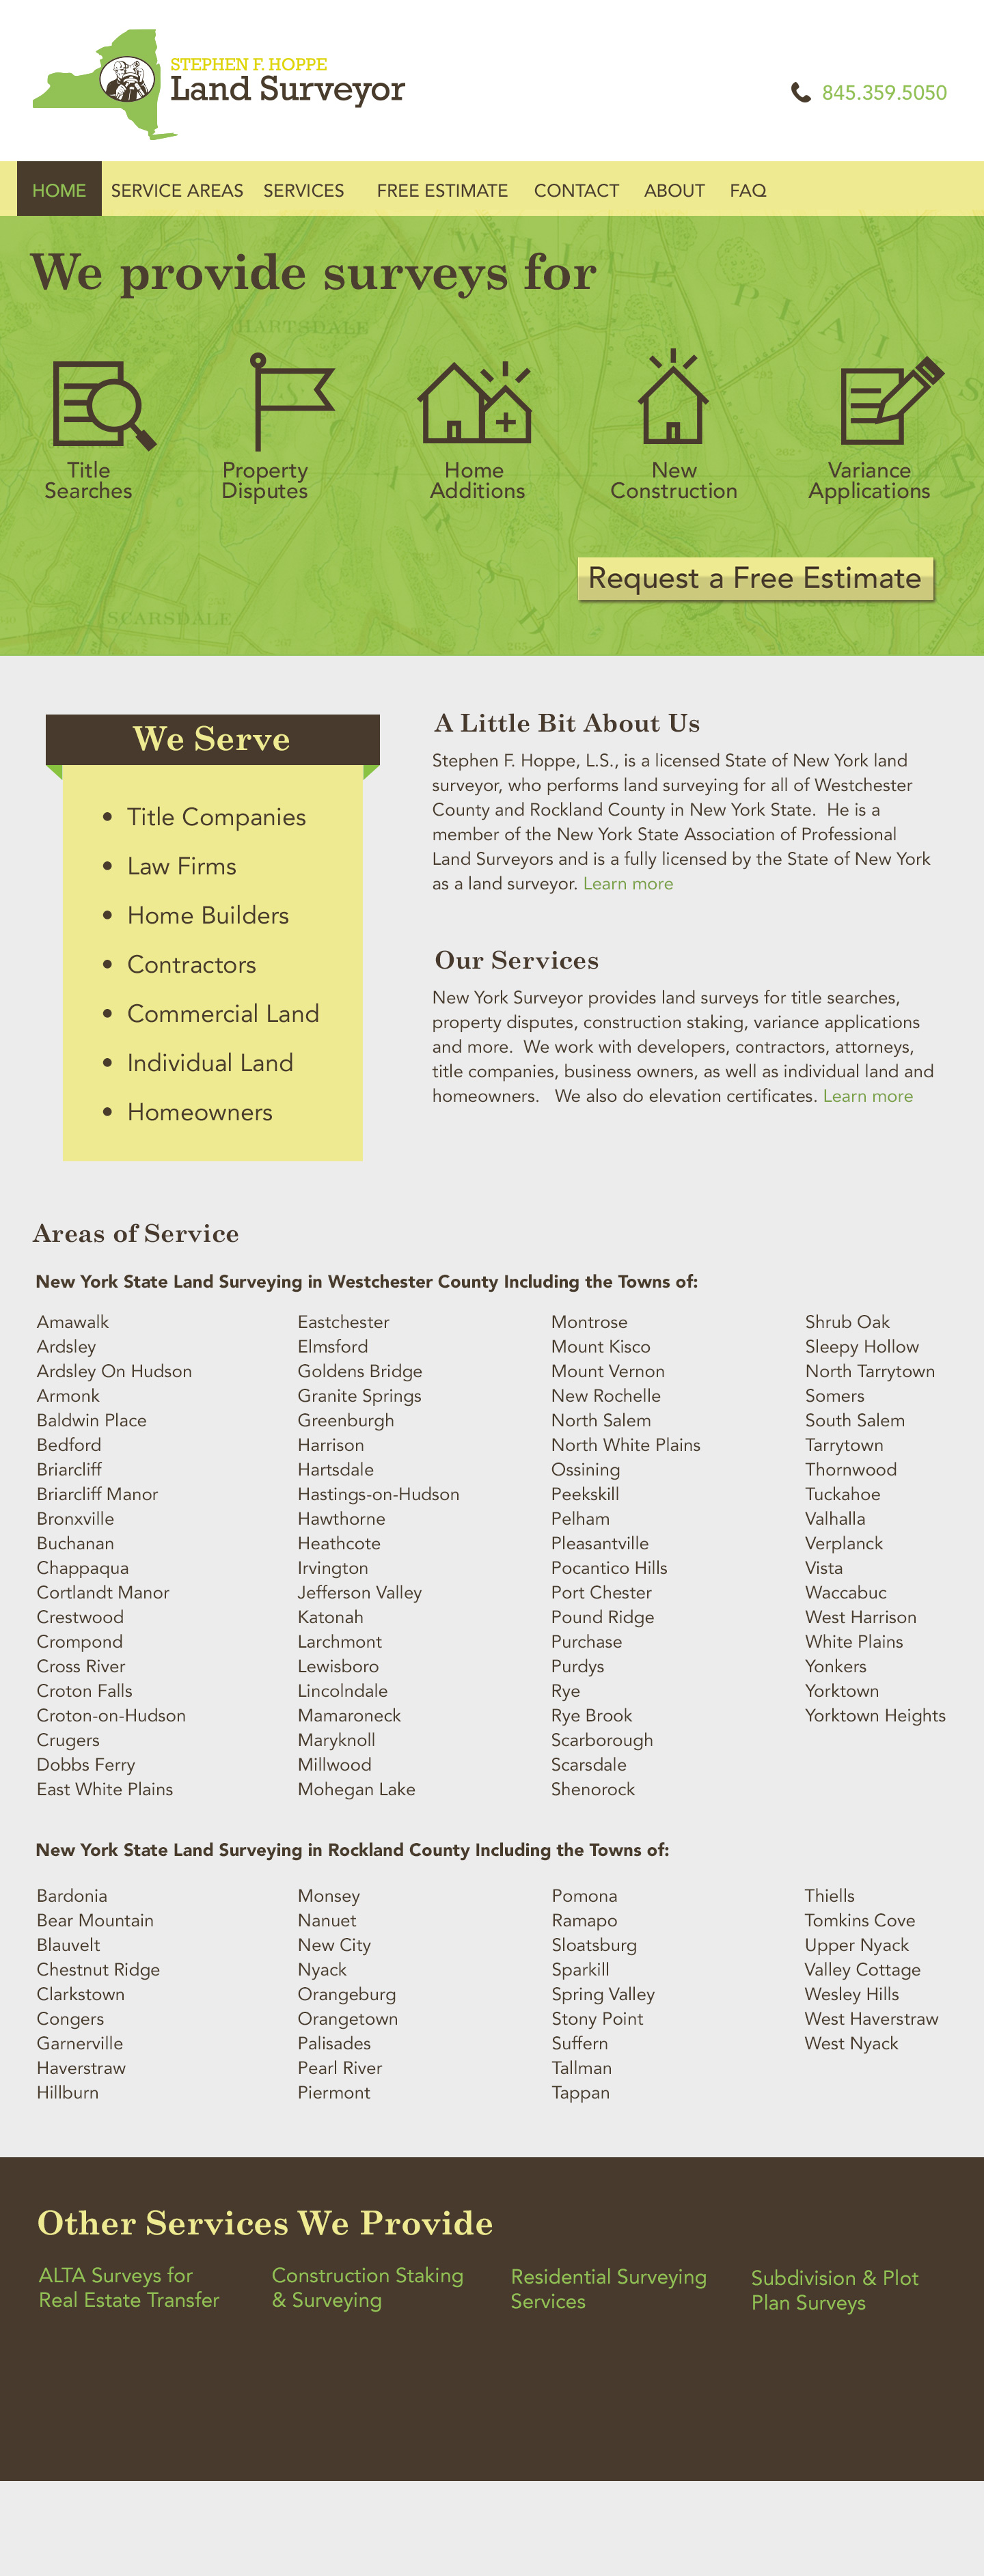 STEPHEN F. HOPPE
Land Surveyor
845.359.5050
HOME SERVICE AREAS SERVICES FREE ESTIMATE CONTACT ABOUT FAQ
We provide surveys for
WHITE PLAINS
HARTSDALE
Title
Searches
Property
Disputes
Home
Additions
New
Construction
Variance
Applications
Request a Free Estimate
SCARSDALE
We Serve
• Title Companies
• Law Firms
• Home Builders
• Contractors
• Commercial Land
• Individual Land
• Homeowners
A Little Bit About Us
Stephen F. Hoppe, L.S., is a licensed State of New York land
surveyor, who performs land surveying for all of Westchester
County and Rockland County in New York State. He is a
member of the New York State Association of Professional
Land Surveyors and is a fully licensed by the State of New York
as a land surveyor. Learn more
Our Services
New York Surveyor provides land surveys for title searches,
property disputes, construction staking, variance applications
and more. We work with developers, contractors, attorneys,
title companies, business owners, as well as individual land and
homeowners. We also do elevation certificates. Learn more
Areas of Service
New York State Land Surveying in Westchester County Including the Towns of:
Amawalk
Ardsley
Ardsley On Hudson
Armonk
Baldwin Place
Bedford
Briarcliff
Briarcliff Manor
Bronxville
Buchanan
Chappaqua
Cortlandt Manor
Crestwood
Crompond
Cross River
Croton Falls
Croton-on-Hudson
Crugers
Dobbs Ferry
East White Plains
Eastchester
Elmsford
Goldens Bridge
Granite Springs
Greenburgh
Harrison
Hartsdale
Hastings-on-Hudson
Hawthorne
Heathcote
Irvington
Jefferson Valley
Katonah
Larchmont
Lewisboro
Lincolndale
Mamaroneck
Maryknoll
Millwood
Mohegan Lake
Montrose
Mount Kisco
Mount Vernon
New Rochelle
North Salem
North White Plains
Ossining
Peekskill
Pelham
Pleasantville
Pocantico Hills
Port Chester
Pound Ridge
Purchase
Purdys
Rye
Rye Brook
Scarborough
Scarsdale
Shenorock
Shrub Oak
Sleepy Hollow
North Tarrytown
Somers
South Salem
Tarrytown
Thornwood
Tuckahoe
Valhalla
Verplanck
Vista
Waccabuc
West Harrison
White Plains
Yonkers
Yorktown
Yorktown Heights
New York State Land Surveying in Rockland County Including the Towns of:
Bardonia
Bear Mountain
Blauvelt
Chestnut Ridge
Clarkstown
Congers
Garnerville
Haverstraw
Hillburn
Monsey
Nanuet
New City
Nyack
Orangeburg
Orangetown
Palisades
Pearl River
Piermont
Pomona
Ramapo
Sloatsburg
Sparkill
Spring Valley
Stony Point
Suffern
Tallman
Tappan
Thiells
Tomkins Cove
Upper Nyack
Valley Cottage
Wesley Hills
West Haverstraw
West Nyack
Other Services We Provide
ALTA Surveys for
Real Estate Transfer
Construction Staking
& Surveying
Residential Surveying
Services
Subdivision & Plot
Plan Surveys